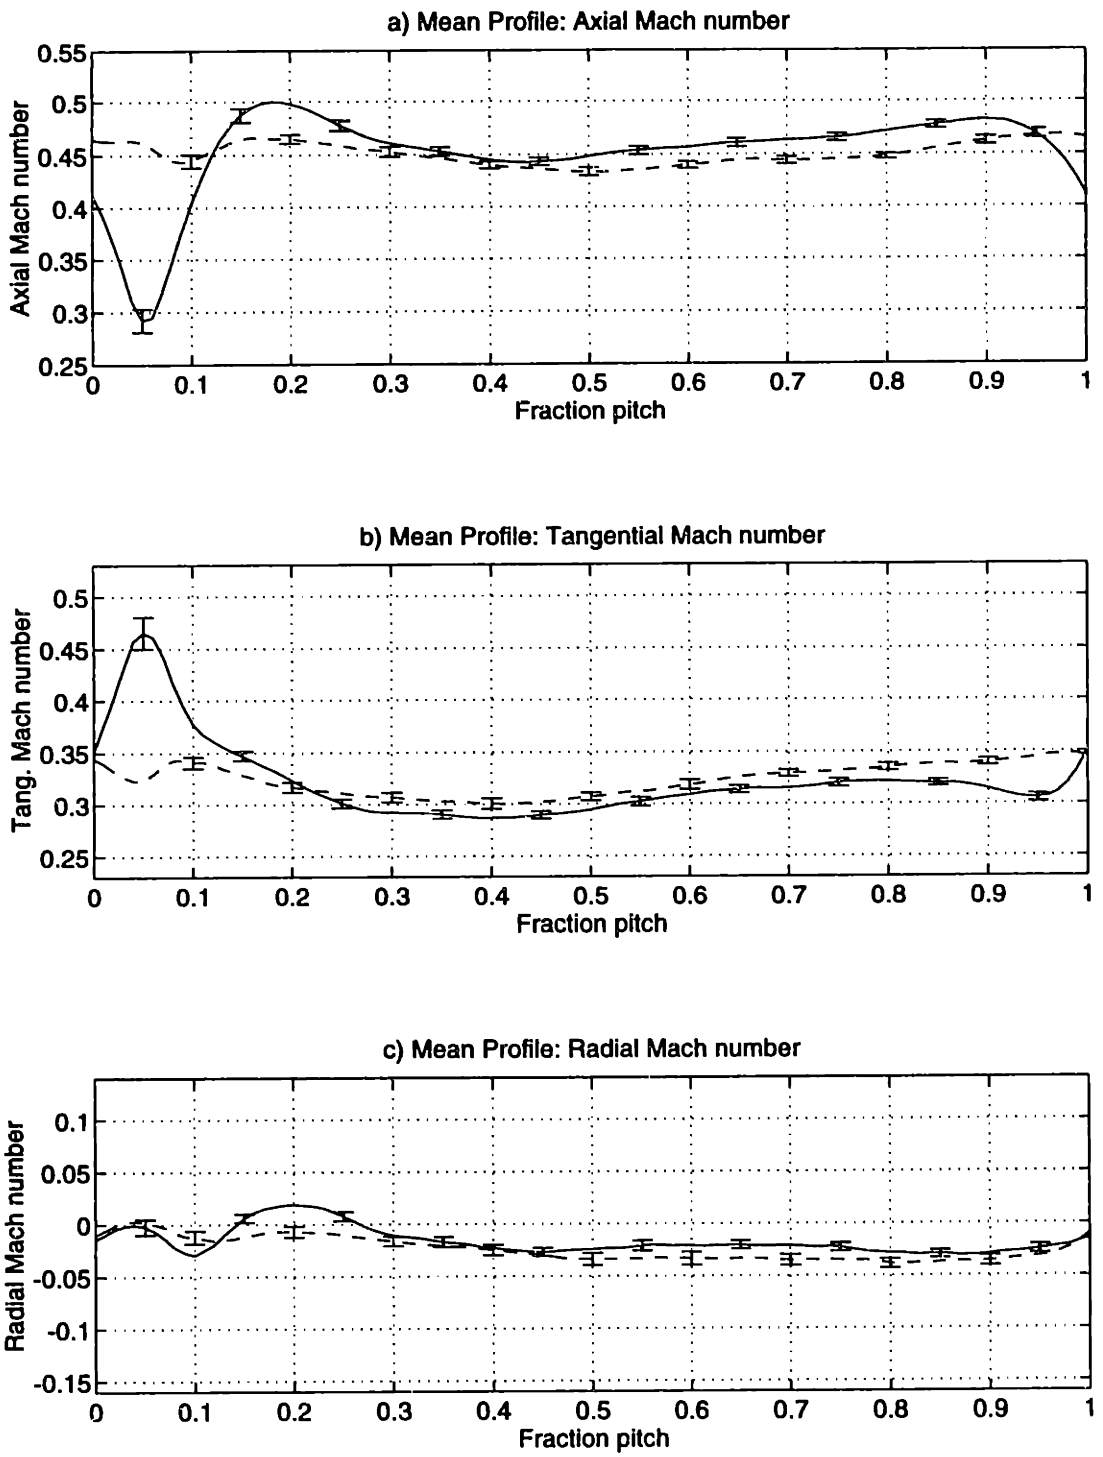 a) Mean Profile: Axial Mach number
0.55
0.5
0.45
0.4
0.35
0.3
0.25
Axial Mach number
0 0.1 0.2 0.3 0.4 0.5 0.6 0.7 0.8 0.9 1
Fraction pitch
b) Mean Profile: Tangential Mach number
0.5
0.45
0.4
0.35
0.3
0.25
Tang. Mach number
0 0.1 0.2 0.3 0.4 0.5 0.6 0.7 0.8 0.9 1
Fraction pitch
c) Mean Profile: Radial Mach number
0.1
0.05
0
-0.05
-0.1
-0.15
Radial Mach number
0 0.1 0.2 0.3 0.4 0.5 0.6 0.7 0.8 0.9 1
Fraction pitch